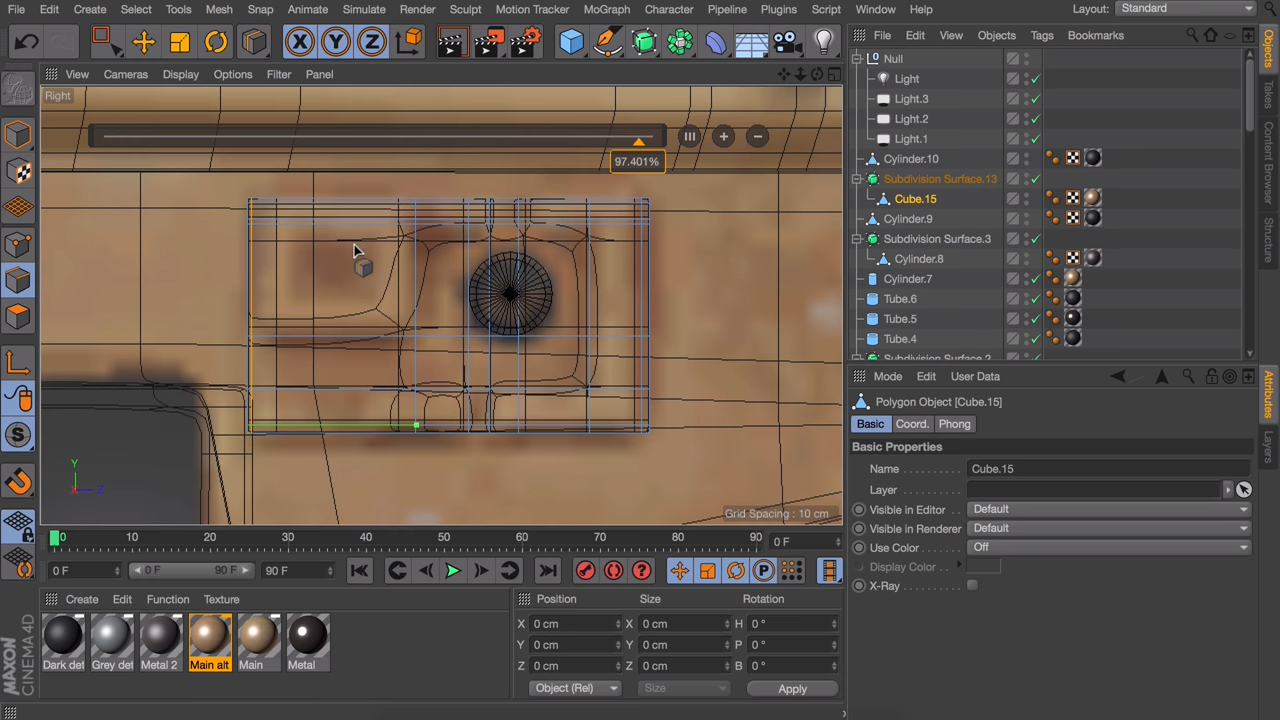 File Edit Create Select Tools Mesh Snap Animate Simulate Render Sculpt Motion Tracker MoGraph Character Pipeline Plugins Script Window Help Layout: Standard
X Y Z
File Edit View Objects Tags Bookmarks
View Cameras Display Options Filter Panel
Right
97.401%
Null
Light
Light.3
Light.2
Light.1
Cylinder.10
Subdivision Surface.13
Cube.15
Cylinder.9
Subdivision Surface.3
Cylinder.8
Cylinder.7
Tube.6
Tube.5
Tube.4
Objects
Takes
Content Browser
Structure
Y
Z
Grid Spacing : 10 cm
Mode Edit User Data
Polygon Object [Cube.15]
Basic Coord. Phong
Basic Properties
Name Cube.15
Layer
Visible in Editor Default
Visible in Renderer Default
Use Color Off
Display Color
X-Ray
Attributes
Layers
0 10 20 30 40 50 60 70 80 90 0 F
0 F 0 F 90 F 90 F
Create Edit Function Texture
Dark det Grey det Metal 2 Main alt Main Metal
Position Size Rotation
X 0 cm X 0 cm H 0 °
Y 0 cm Y 0 cm P 0 °
Z 0 cm Z 0 cm B 0 °
Object (Rel) Size Apply
MAXON
CINEMA 4D